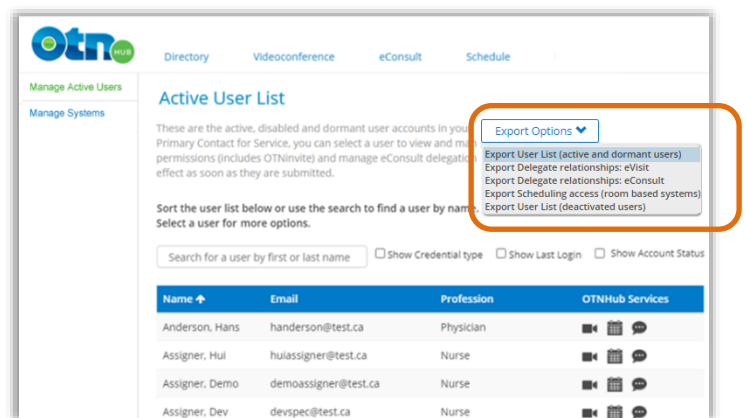 otn HUB
Directory Videoconference eConsult Schedule
Manage Active Users
Manage Systems
Active User List
These are the active, disabled and dormant user accounts in you
Primary Contact for Service, you can select a user to view and man
permissions (includes OTNinvite) and manage eConsult delegation
effect as soon as they are submitted.
Export Options
Export User List (active and dormant users)
Export Delegate relationships: eVisit
Export Delegate relationships: eConsult
Export Scheduling access (room based systems)
Export User List (deactivated users)
Sort the user list below or use the search to find a user by name.
Select a user for more options.
Search for a user by first or last name Show Credential type Show Last Login Show Account Status
Name Email Profession OTNHub Services
Anderson, Hans handerson@test.ca Physician
Assigner, Hui huiassigner@test.ca Nurse
Assigner, Demo demoassigner@test.ca Nurse
Assigner, Dev devspec@test.ca Nurse